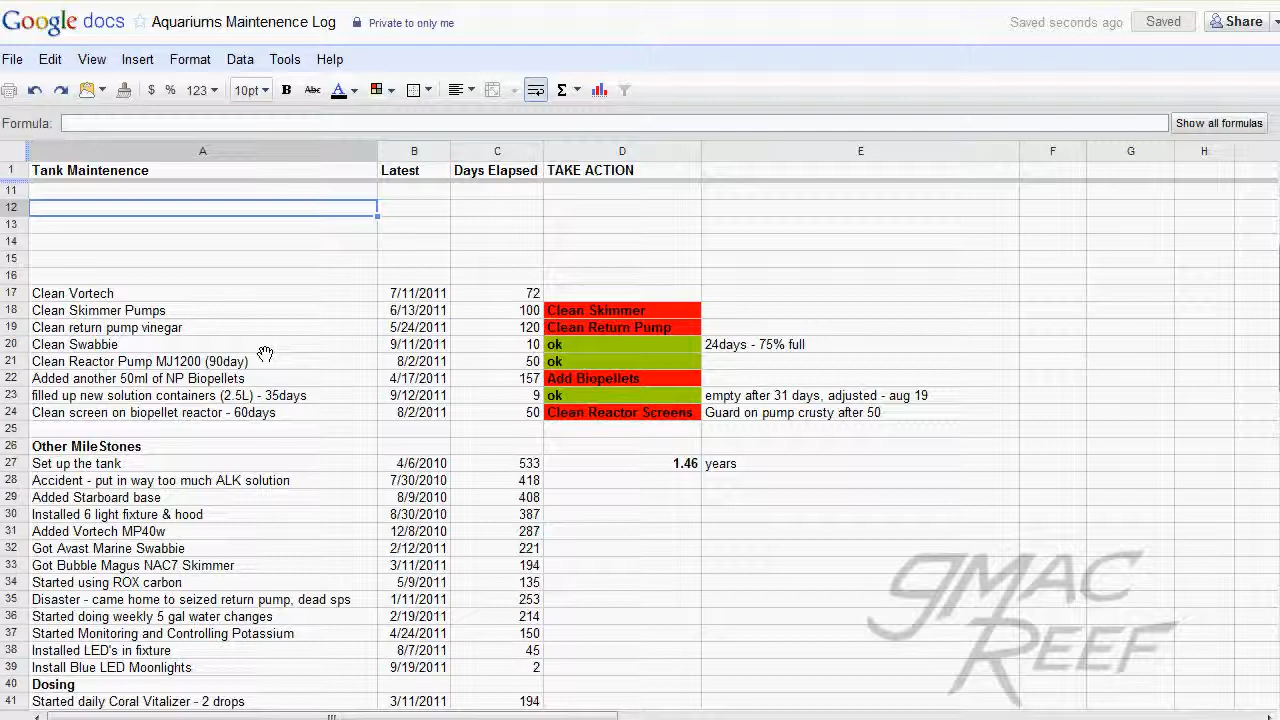 Google docs Aquariums Maintenence Log Private to only me Saved seconds ago Saved Share
File Edit View Insert Format Data Tools Help
$ % 123 10pt B Abc A Σ
Formula: Show all formulas
A B C D E F G H
1 Tank Maintenence Latest Days Elapsed TAKE ACTION
11
12
13
14
15
16
17 Clean Vortech 7/11/2011 72
18 Clean Skimmer Pumps 6/13/2011 100 Clean Skimmer
19 Clean return pump vinegar 5/24/2011 120 Clean Return Pump
20 Clean Swabbie 9/11/2011 10 ok 24days - 75% full
21 Clean Reactor Pump MJ1200 (90day) 8/2/2011 50 ok
22 Added another 50ml of NP Biopellets 4/17/2011 157 Add Biopellets
23 filled up new solution containers (2.5L) - 35days 9/12/2011 9 ok empty after 31 days, adjusted - aug 19
24 Clean screen on biopellet reactor - 60days 8/2/2011 50 Clean Reactor Screens Guard on pump crusty after 50
25
26 Other MileStones
27 Set up the tank 4/6/2010 533 1.46 years
28 Accident - put in way too much ALK solution 7/30/2010 418
29 Added Starboard base 8/9/2010 408
30 Installed 6 light fixture & hood 8/30/2010 387
31 Added Vortech MP40w 12/8/2010 287
32 Got Avast Marine Swabbie 2/12/2011 221
33 Got Bubble Magus NAC7 Skimmer 3/11/2011 194
34 Started using ROX carbon 5/9/2011 135
35 Disaster - came home to seized return pump, dead sps 1/11/2011 253
36 Started doing weekly 5 gal water changes 2/19/2011 214
37 Started Monitoring and Controlling Potassium 4/24/2011 150
38 Installed LED's in fixture 8/7/2011 45
39 Install Blue LED Moonlights 9/19/2011 2
40 Dosing
41 Started daily Coral Vitalizer - 2 drops 3/11/2011 194
gMAC
REEF